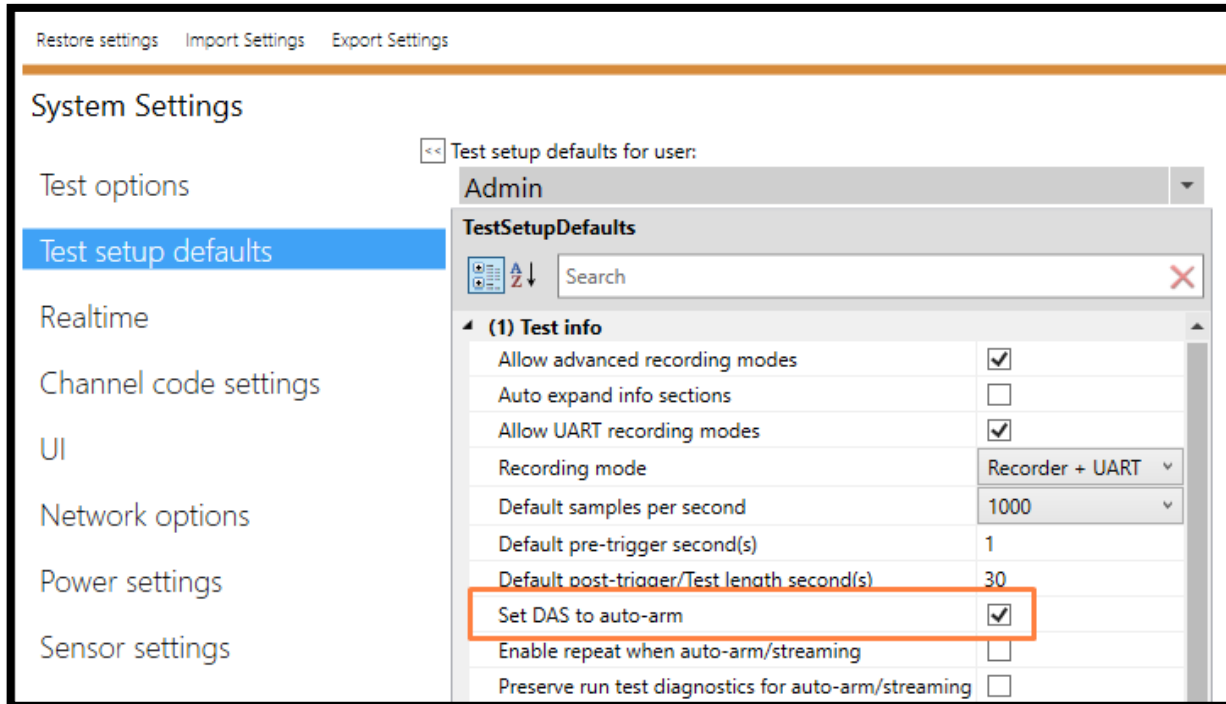 Restore settings Import Settings Export Settings
System Settings
<< Test setup defaults for user:
Test options
Admin
TestSetupDefaults
Test setup defaults
A Z Search
Realtime
(1) Test info
Allow advanced recording modes
Channel code settings
Auto expand info sections
Allow UART recording modes
UI
Recording mode Recorder + UART
Network options
Default samples per second 1000
Default pre-trigger second(s) 1
Power settings
Default post-trigger/Test length second(s) 30
Set DAS to auto-arm
Sensor settings
Enable repeat when auto-arm/streaming
Preserve run test diagnostics for auto-arm/streaming